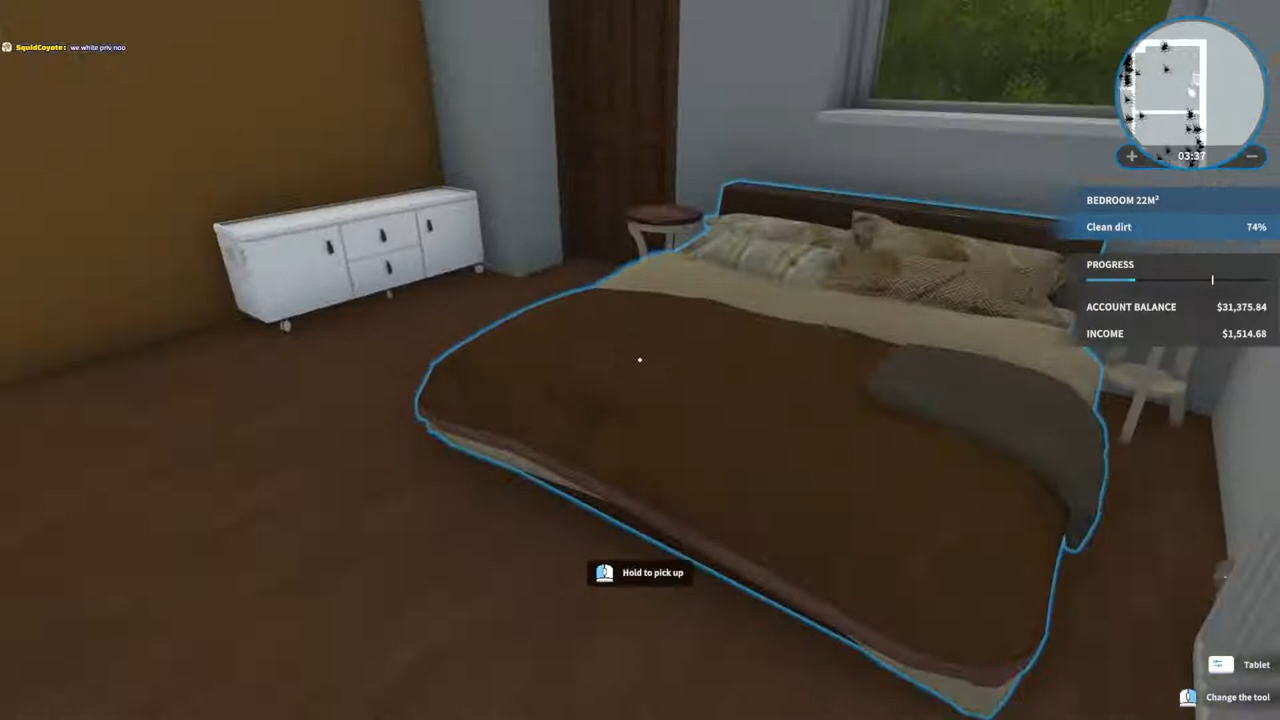 SquidCoyote: we white priv noo
03:37
BEDROOM 22M²
Clean dirt 74%
PROGRESS
ACCOUNT BALANCE $31,375.84
INCOME $1,514.68
Hold to pick up
Tablet
Change the tool